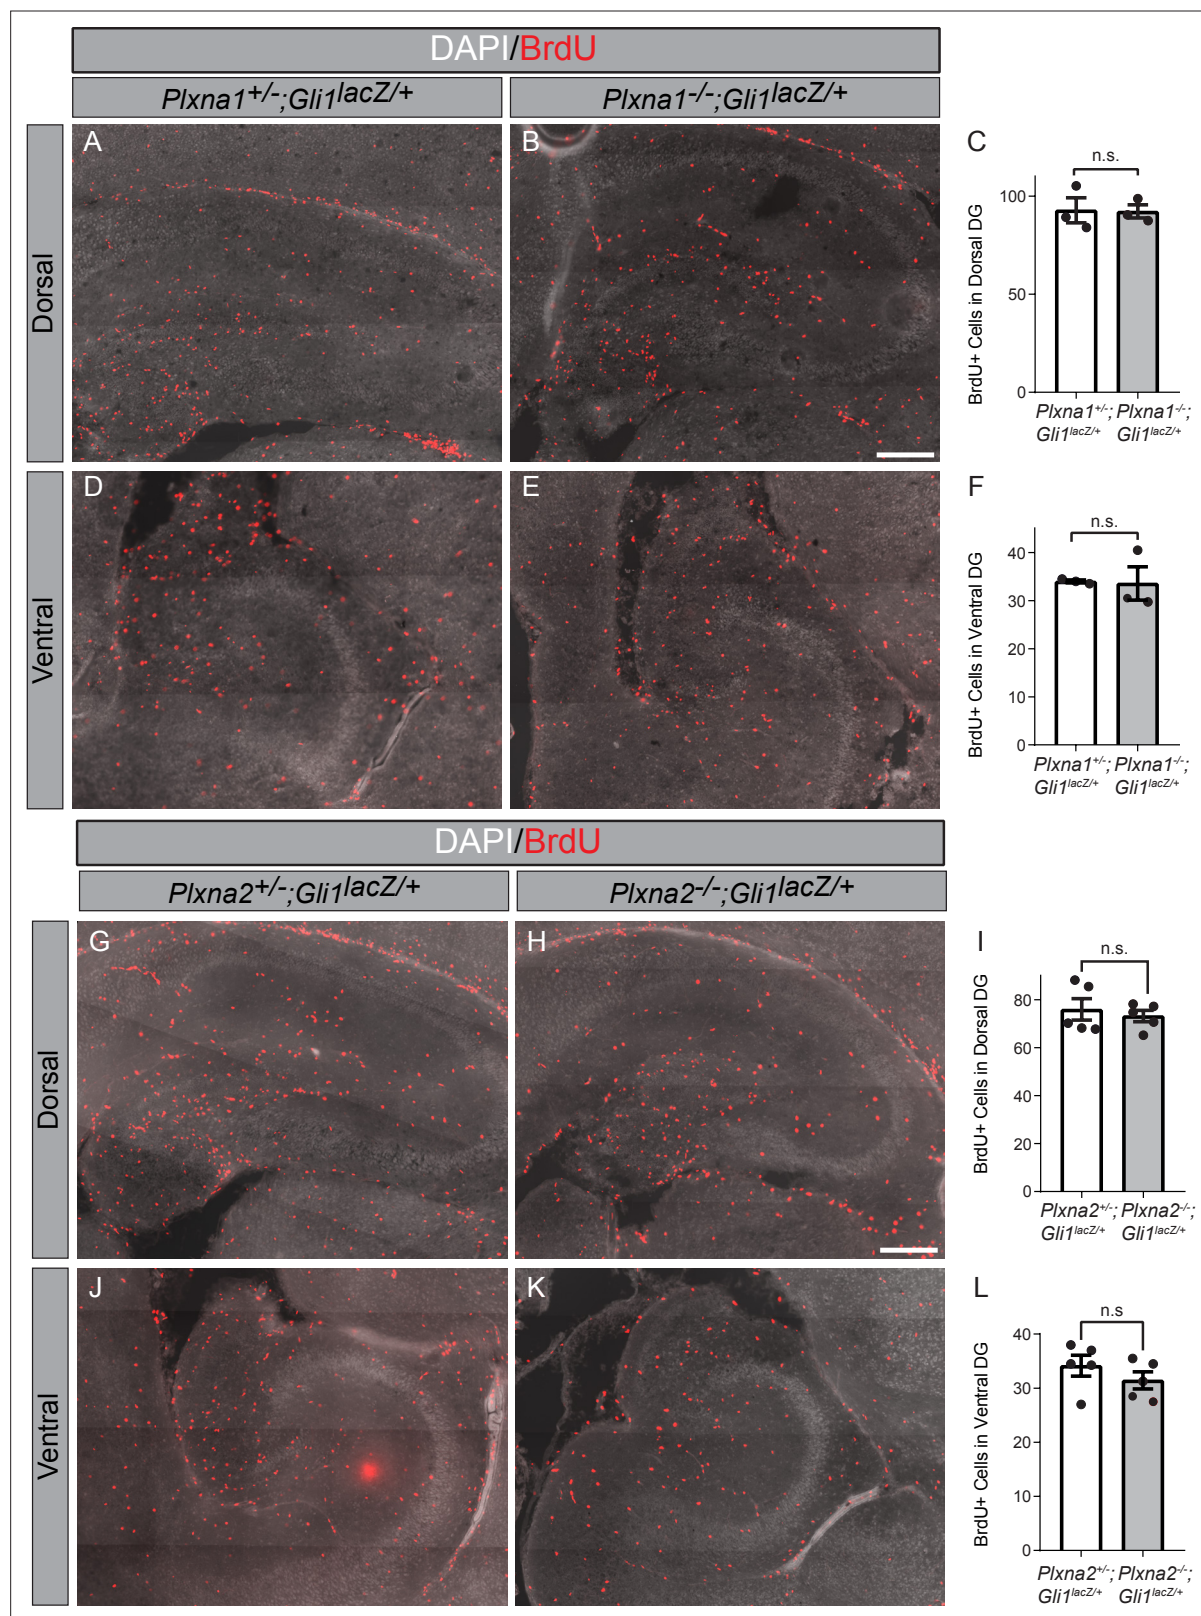 DAPI/BrdU
Plxna1+/-;Gli1lacZ/+ Plxna1-/-;Gli1lacZ/+
Dorsal
A
B
C
n.s.
BrdU+ Cells in Dorsal DG
100
50
0
Plxna1+/-; Plxna1-/-;
Gli1lacZ/+ Gli1lacZ/+
Ventral
D
E
F
n.s.
BrdU+ Cells in Ventral DG
40
30
20
10
0
Plxna1+/-; Plxna1-/-;
Gli1lacZ/+ Gli1lacZ/+
DAPI/BrdU
Plxna2+/-;Gli1lacZ/+ Plxna2-/-;Gli1lacZ/+
Dorsal
G
H
I
n.s.
BrdU+ Cells in Dorsal DG
80
60
40
20
0
Plxna2+/-; Plxna2-/-;
Gli1lacZ/+ Gli1lacZ/+
Ventral
J
K
L
n.s
BrdU+ Cells in Ventral DG
40
30
20
10
0
Plxna2+/-; Plxna2-/-;
Gli1lacZ/+ Gli1lacZ/+